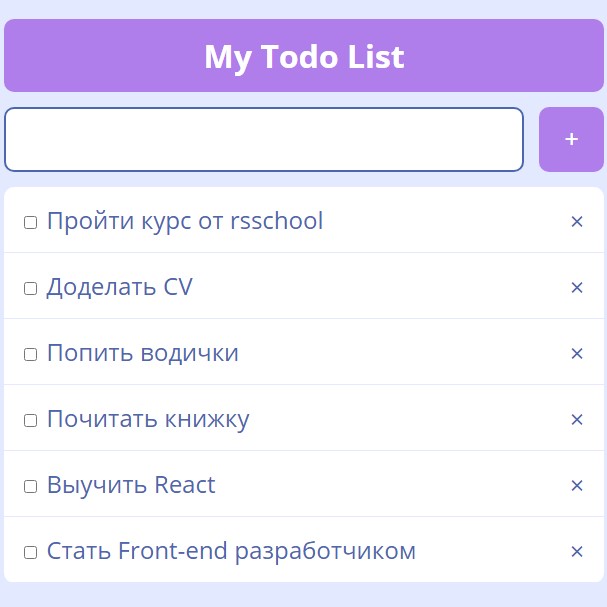 My Todo List
+
Пройти курс от rsschool ×
Доделать CV ×
Попить водички ×
Почитать книжку ×
Выучить React ×
Стать Front-end разработчиком ×